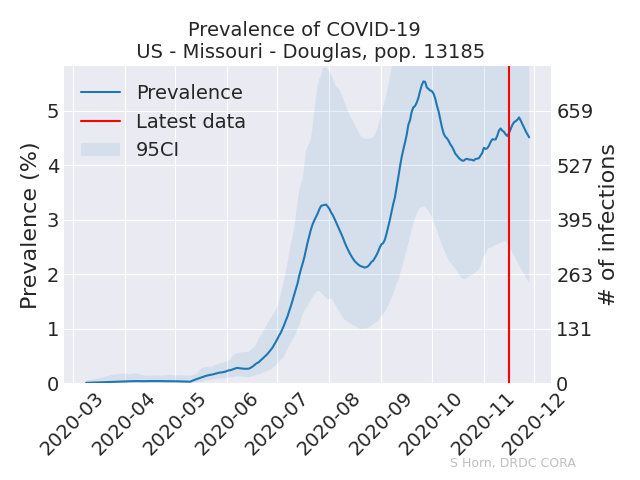 Prevalence of COVID-19
US - Missouri - Douglas, pop. 13185
Prevalence
Latest data
95CI
Prevalence (%)
5
4
3
2
1
0
659
527
395
263
131
0
# of infections
2020-03
2020-04
2020-05
2020-06
2020-07
2020-08
2020-09
2020-10
2020-11
2020-12
S Horn, DRDC CORA